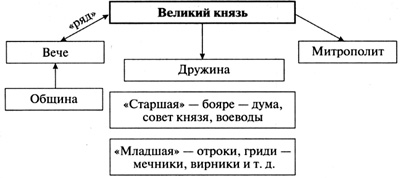 Великий князь
«ряд»
Вече
Митрополит
Дружина
Община
«Старшая» — бояре — дума,
совет князя, воеводы
«Младшая» — отроки, гриди —
мечники, вирники и т. д.